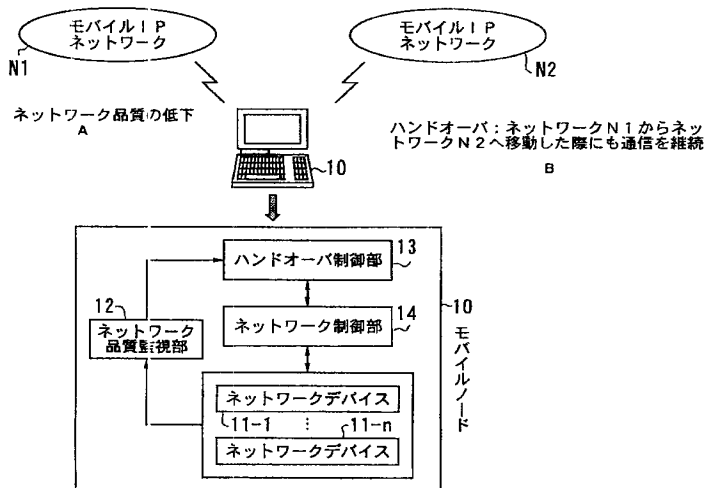 モバイルIP
ネットワーク
N1
モバイルIP
ネットワーク
N2
ネットワーク品質の低下
A
ハンドオーバ：ネットワークN1からネッ
トワークN2へ移動した際にも通信を継続
B
10
13
ハンドオーバ制御部
12
ネットワーク
品質監視部
14
ネットワーク制御部
10
モバイルノード
ネットワークデバイス
11-1
⋮
11-n
ネットワークデバイス